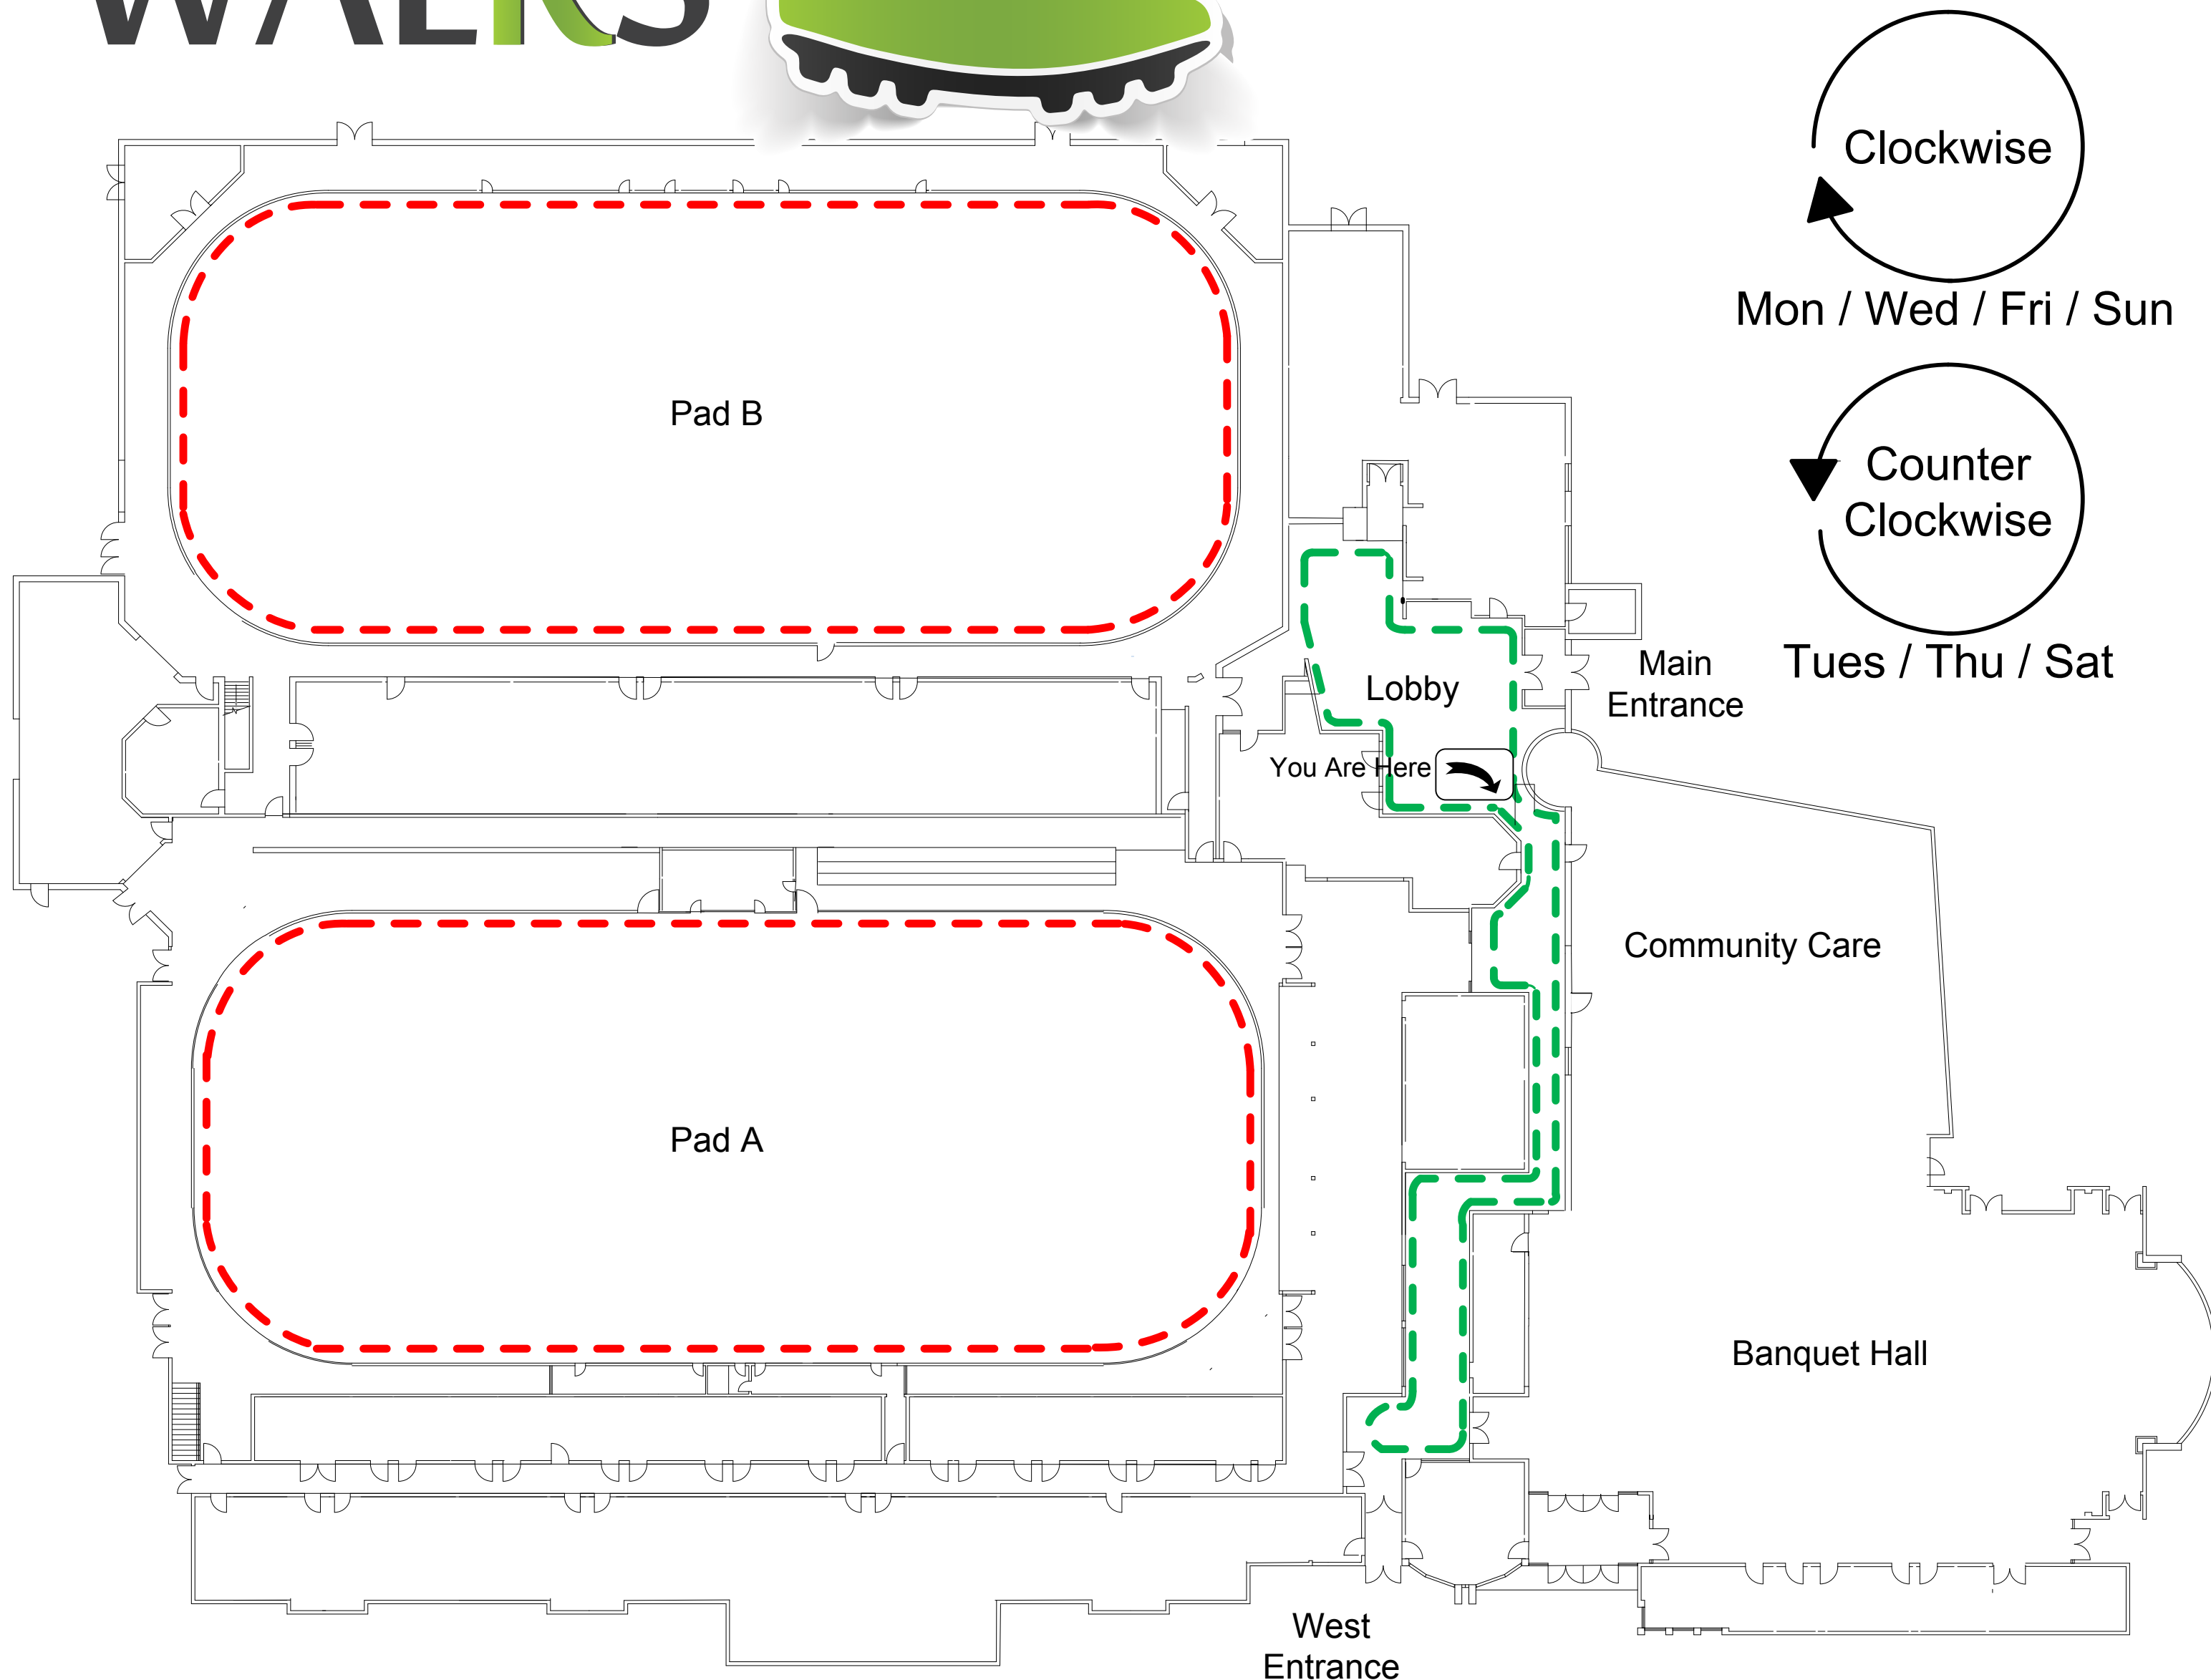 WALKS
Clockwise
Mon / Wed / Fri / Sun
Counter
Clockwise
Tues / Thu / Sat
Pad B
Main
Entrance
Lobby
You Are Here
Community Care
Pad A
Banquet Hall
West
Entrance